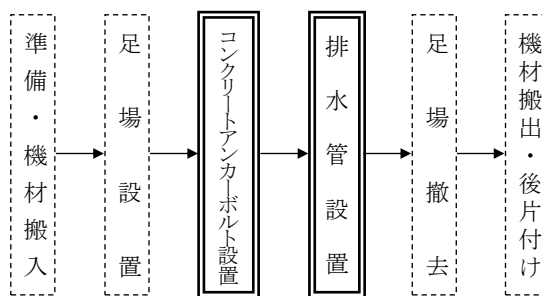 準備・機材搬入
足場設置
コンクリートアンカーボルト設置
排水管設置
足場撤去
機材搬出・後片付け